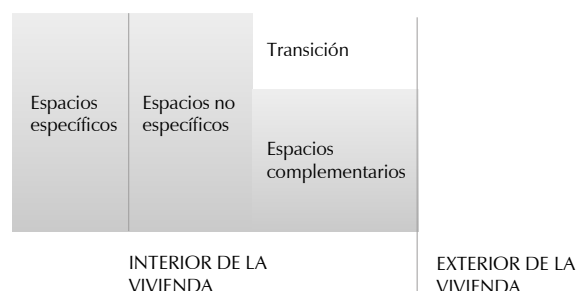 Transición
Espacios
específicos
Espacios no
específicos
Espacios
complementarios
INTERIOR DE LA
VIVIENDA
EXTERIOR DE LA
VIVIENDA